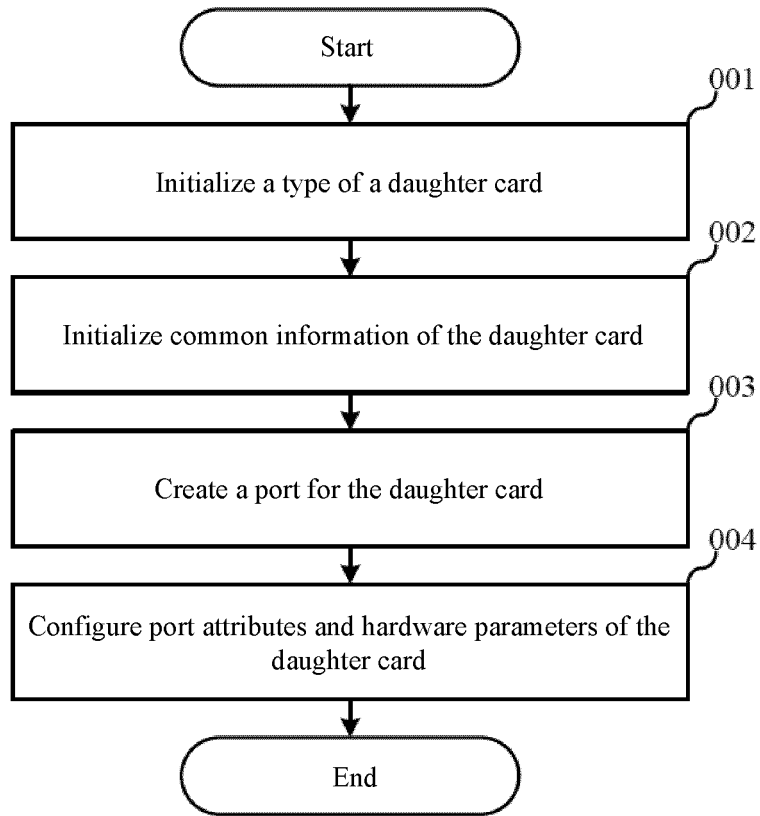 Start
001
Initialize a type of a daughter card
002
Initialize common information of the daughter card
003
Create a port for the daughter card
004
Configure port attributes and hardware parameters of the
daughter card
End